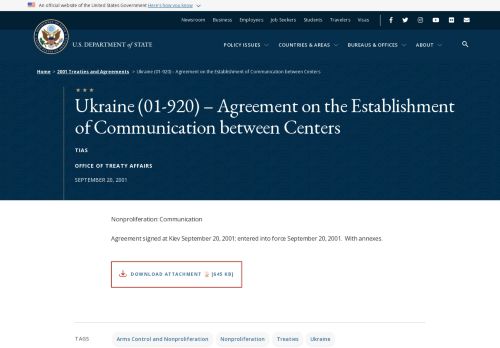 An official website of the United States Government Here's how you know
Newsroom Business Employees Job Seekers Students Travelers Visas
U.S. DEPARTMENT of STATE
POLICY ISSUES COUNTRIES & AREAS BUREAUS & OFFICES ABOUT
Home > 2001 Treaties and Agreements > Ukraine (01-920) – Agreement on the Establishment of Communication between Centers
Ukraine (01-920) – Agreement on the Establishment
of Communication between Centers
TIAS
OFFICE OF TREATY AFFAIRS
SEPTEMBER 20, 2001
Nonproliferation: Communication
Agreement signed at Kiev September 20, 2001; entered into force September 20, 2001. With annexes.
DOWNLOAD ATTACHMENT [645 KB]
TAGS Arms Control and Nonproliferation Nonproliferation Treaties Ukraine